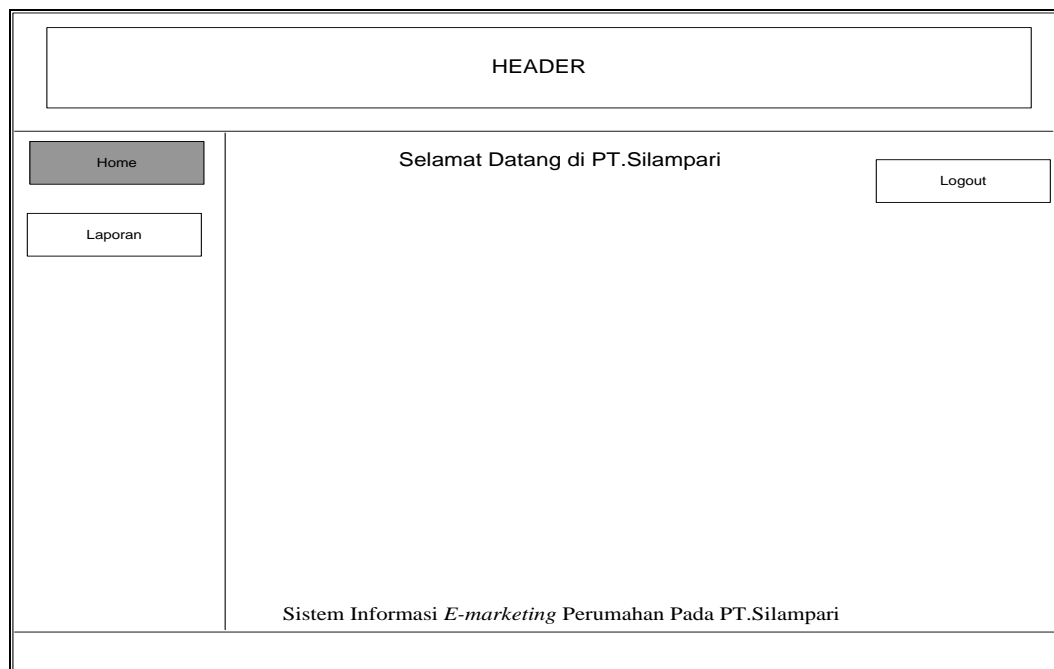 HEADER
Home
Selamat Datang di PT.Silampari
Logout
Laporan
Sistem Informasi E-marketing Perumahan Pada PT.Silampari